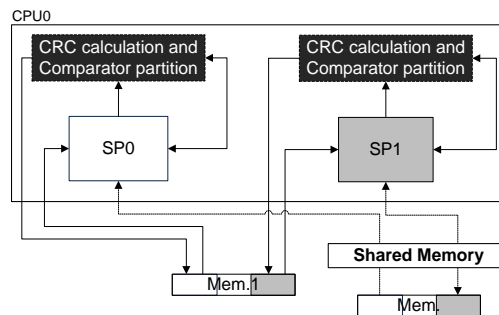 CPU0
CRC calculation and
Comparator partition
CRC calculation and
Comparator partition
SP0
SP1
Shared Memory
Mem.1
Mem.